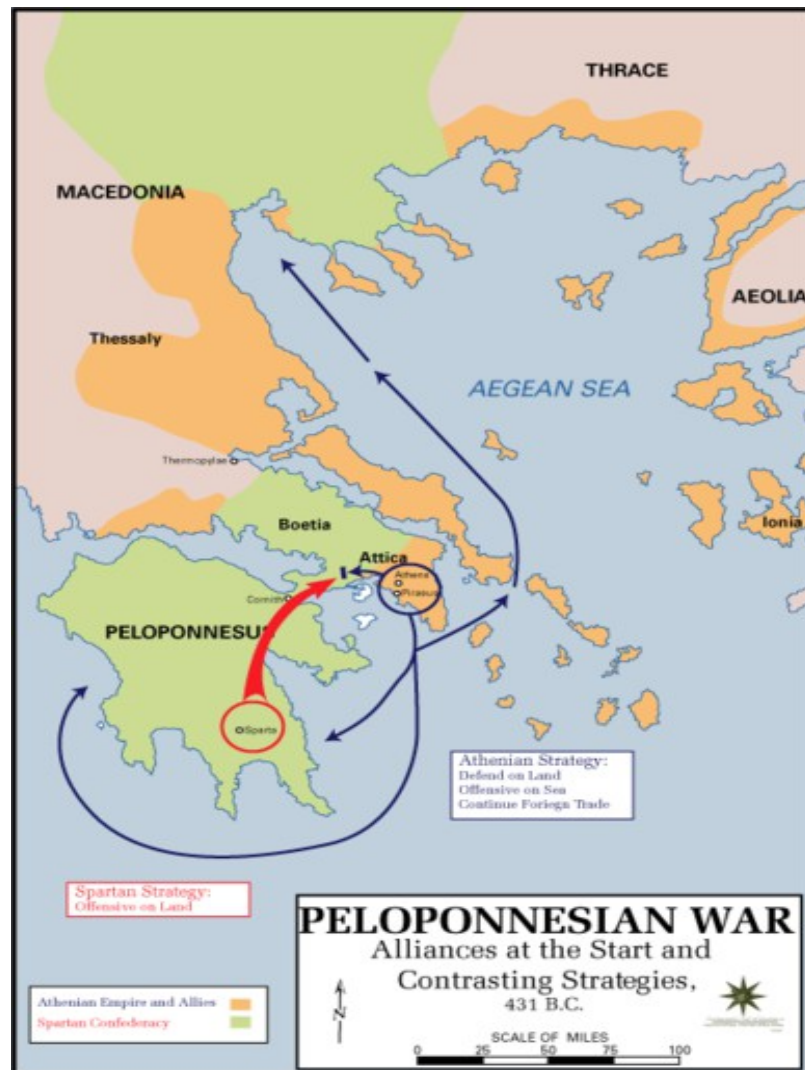 THRACE
MACEDONIA
AEOLIA
Thessaly
AEGEAN SEA
Thermopylae
Ionia
Boetia
Attica
Athens
Piraeus
Cornith
PELOPONNESUS
Sparta
Athenian Strategy:
Defend on Land
Offensive on Sea
Continue Foriegn Trade
Spartan Strategy:
Offensive on Land
PELOPONNESIAN WAR
Alliances at the Start and
Contrasting Strategies,
431 B.C.
N
SCALE OF MILES
0 25 50 75 100
Athenian Empire and Allies
Spartan Confederacy